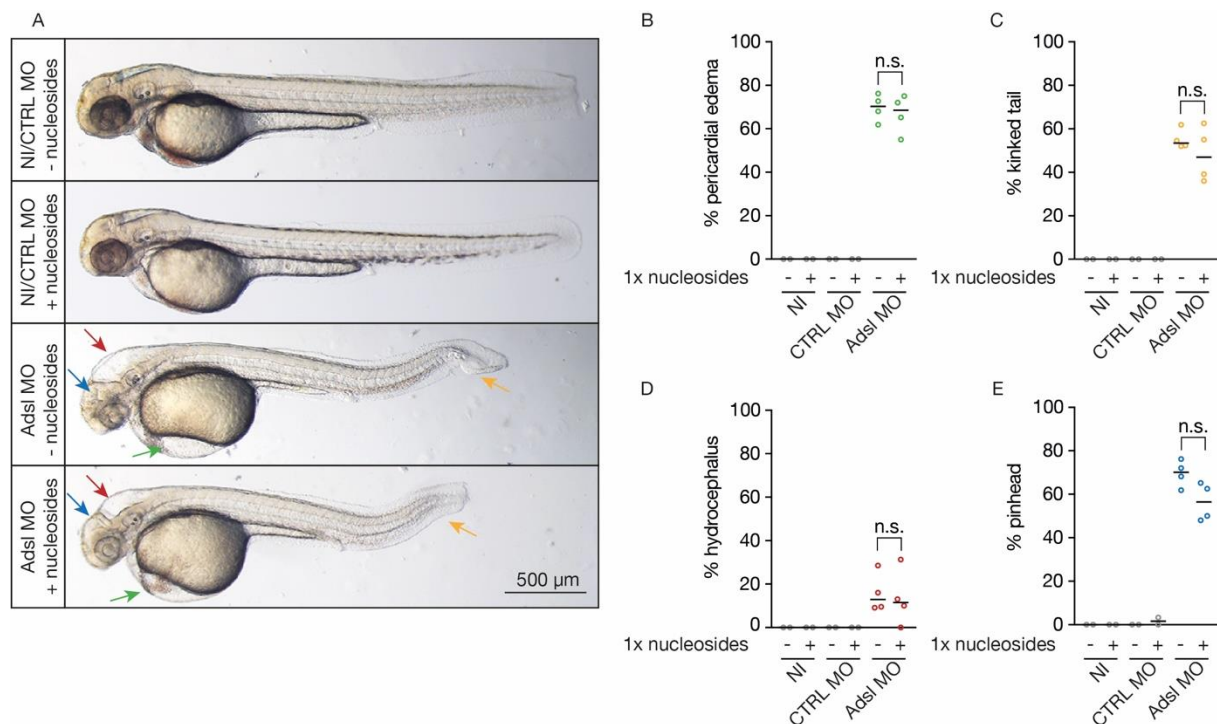 A
NI/CTRL MO
- nucleosides
NI/CTRL MO
+ nucleosides
Adsl MO
- nucleosides
Adsl MO
+ nucleosides
500 µm
B
% pericardial edema
100
80
60
40
20
0
n.s.
1x nucleosides - + - + - +
NI CTRL MO Adsl MO
C
% kinked tail
100
80
60
40
20
0
n.s.
1x nucleosides - + - + - +
NI CTRL MO Adsl MO
D
% hydrocephalus
100
80
60
40
20
10
0
n.s.
1x nucleosides - + - + - +
NI CTRL MO Adsl MO
E
% pinhead
100
80
60
40
20
0
n.s.
1x nucleosides - + - + - +
NI CTRL MO Adsl MO